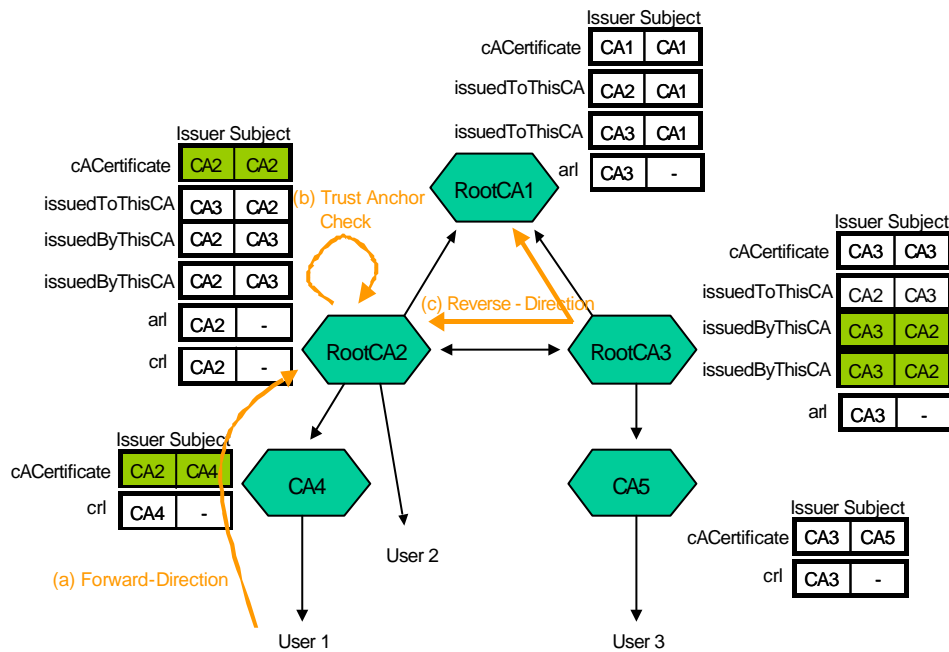 Issuer Subject
cACertificate CA1 CA1
issuedToThisCA CA2 CA1
issuedToThisCA CA3 CA1
arl CA3 -
Issuer Subject
cACertificate CA2 CA2
issuedToThisCA CA3 CA2
issuedByThisCA CA2 CA3
issuedByThisCA CA2 CA3
arl CA2 -
crl CA2 -
(b) Trust Anchor
Check
RootCA1
Issuer Subject
cACertificate CA3 CA3
issuedToThisCA CA2 CA3
issuedByThisCA CA3 CA2
issuedByThisCA CA3 CA2
arl CA3 -
(c) Reverse - Direction
RootCA2
RootCA3
Issuer Subject
cACertificate CA2 CA4
crl CA4 -
CA4
CA5
Issuer Subject
cACertificate CA3 CA5
crl CA3 -
User 2
(a) Forward-Direction
User 1
User 3